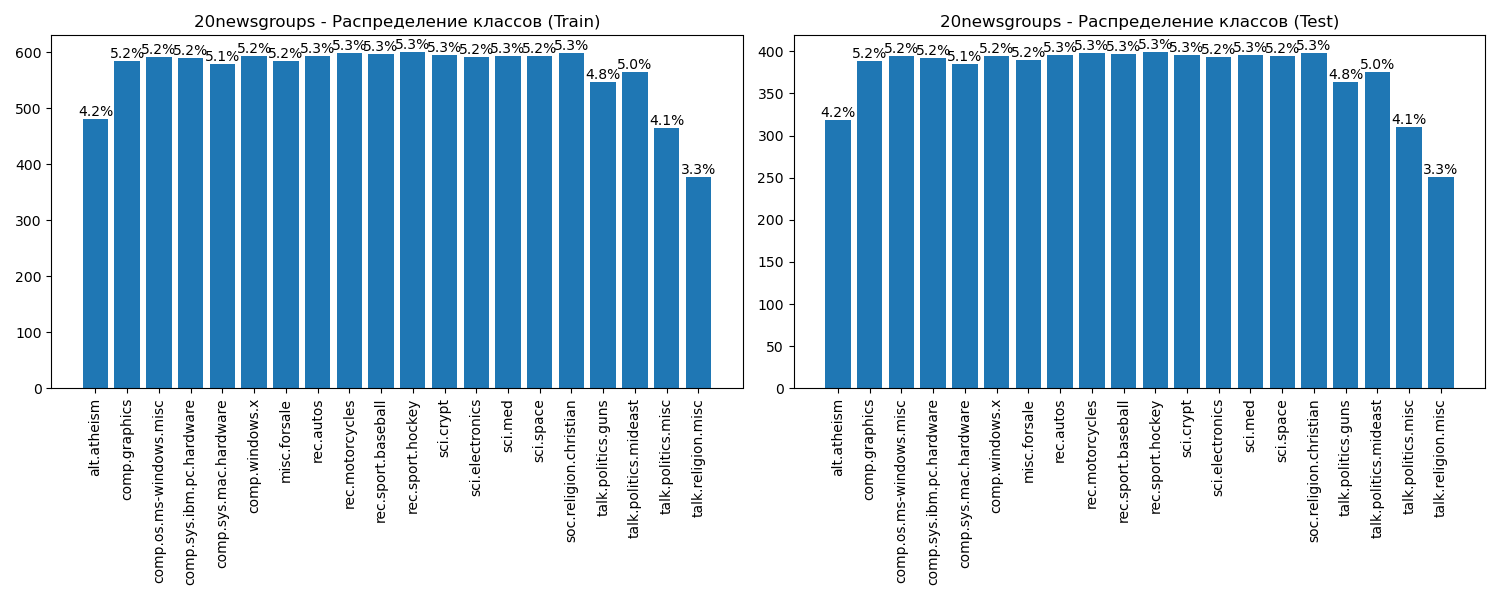 20newsgroups - Распределение классов (Train)
600
500
400
300
200
100
0
4.2%
5.2%
5.2%
5.2%
5.1%
5.2%
5.2%
5.3%
5.3%
5.3%
5.3%
5.3%
5.2%
5.3%
5.2%
5.3%
4.8%
5.0%
4.1%
3.3%
alt.atheism
comp.graphics
comp.os.ms-windows.misc
comp.sys.ibm.pc.hardware
comp.sys.mac.hardware
comp.windows.x
misc.forsale
rec.autos
rec.motorcycles
rec.sport.baseball
rec.sport.hockey
sci.crypt
sci.electronics
sci.med
sci.space
soc.religion.christian
talk.politics.guns
talk.politics.mideast
talk.politics.misc
talk.religion.misc
20newsgroups - Распределение классов (Test)
400
350
300
250
200
150
100
50
0
4.2%
5.2%
5.2%
5.2%
5.1%
5.2%
5.2%
5.3%
5.3%
5.3%
5.3%
5.3%
5.2%
5.3%
5.2%
5.3%
4.8%
5.0%
4.1%
3.3%
alt.atheism
comp.graphics
comp.os.ms-windows.misc
comp.sys.ibm.pc.hardware
comp.sys.mac.hardware
comp.windows.x
misc.forsale
rec.autos
rec.motorcycles
rec.sport.baseball
rec.sport.hockey
sci.crypt
sci.electronics
sci.med
sci.space
soc.religion.christian
talk.politics.guns
talk.politics.mideast
talk.politics.misc
talk.religion.misc